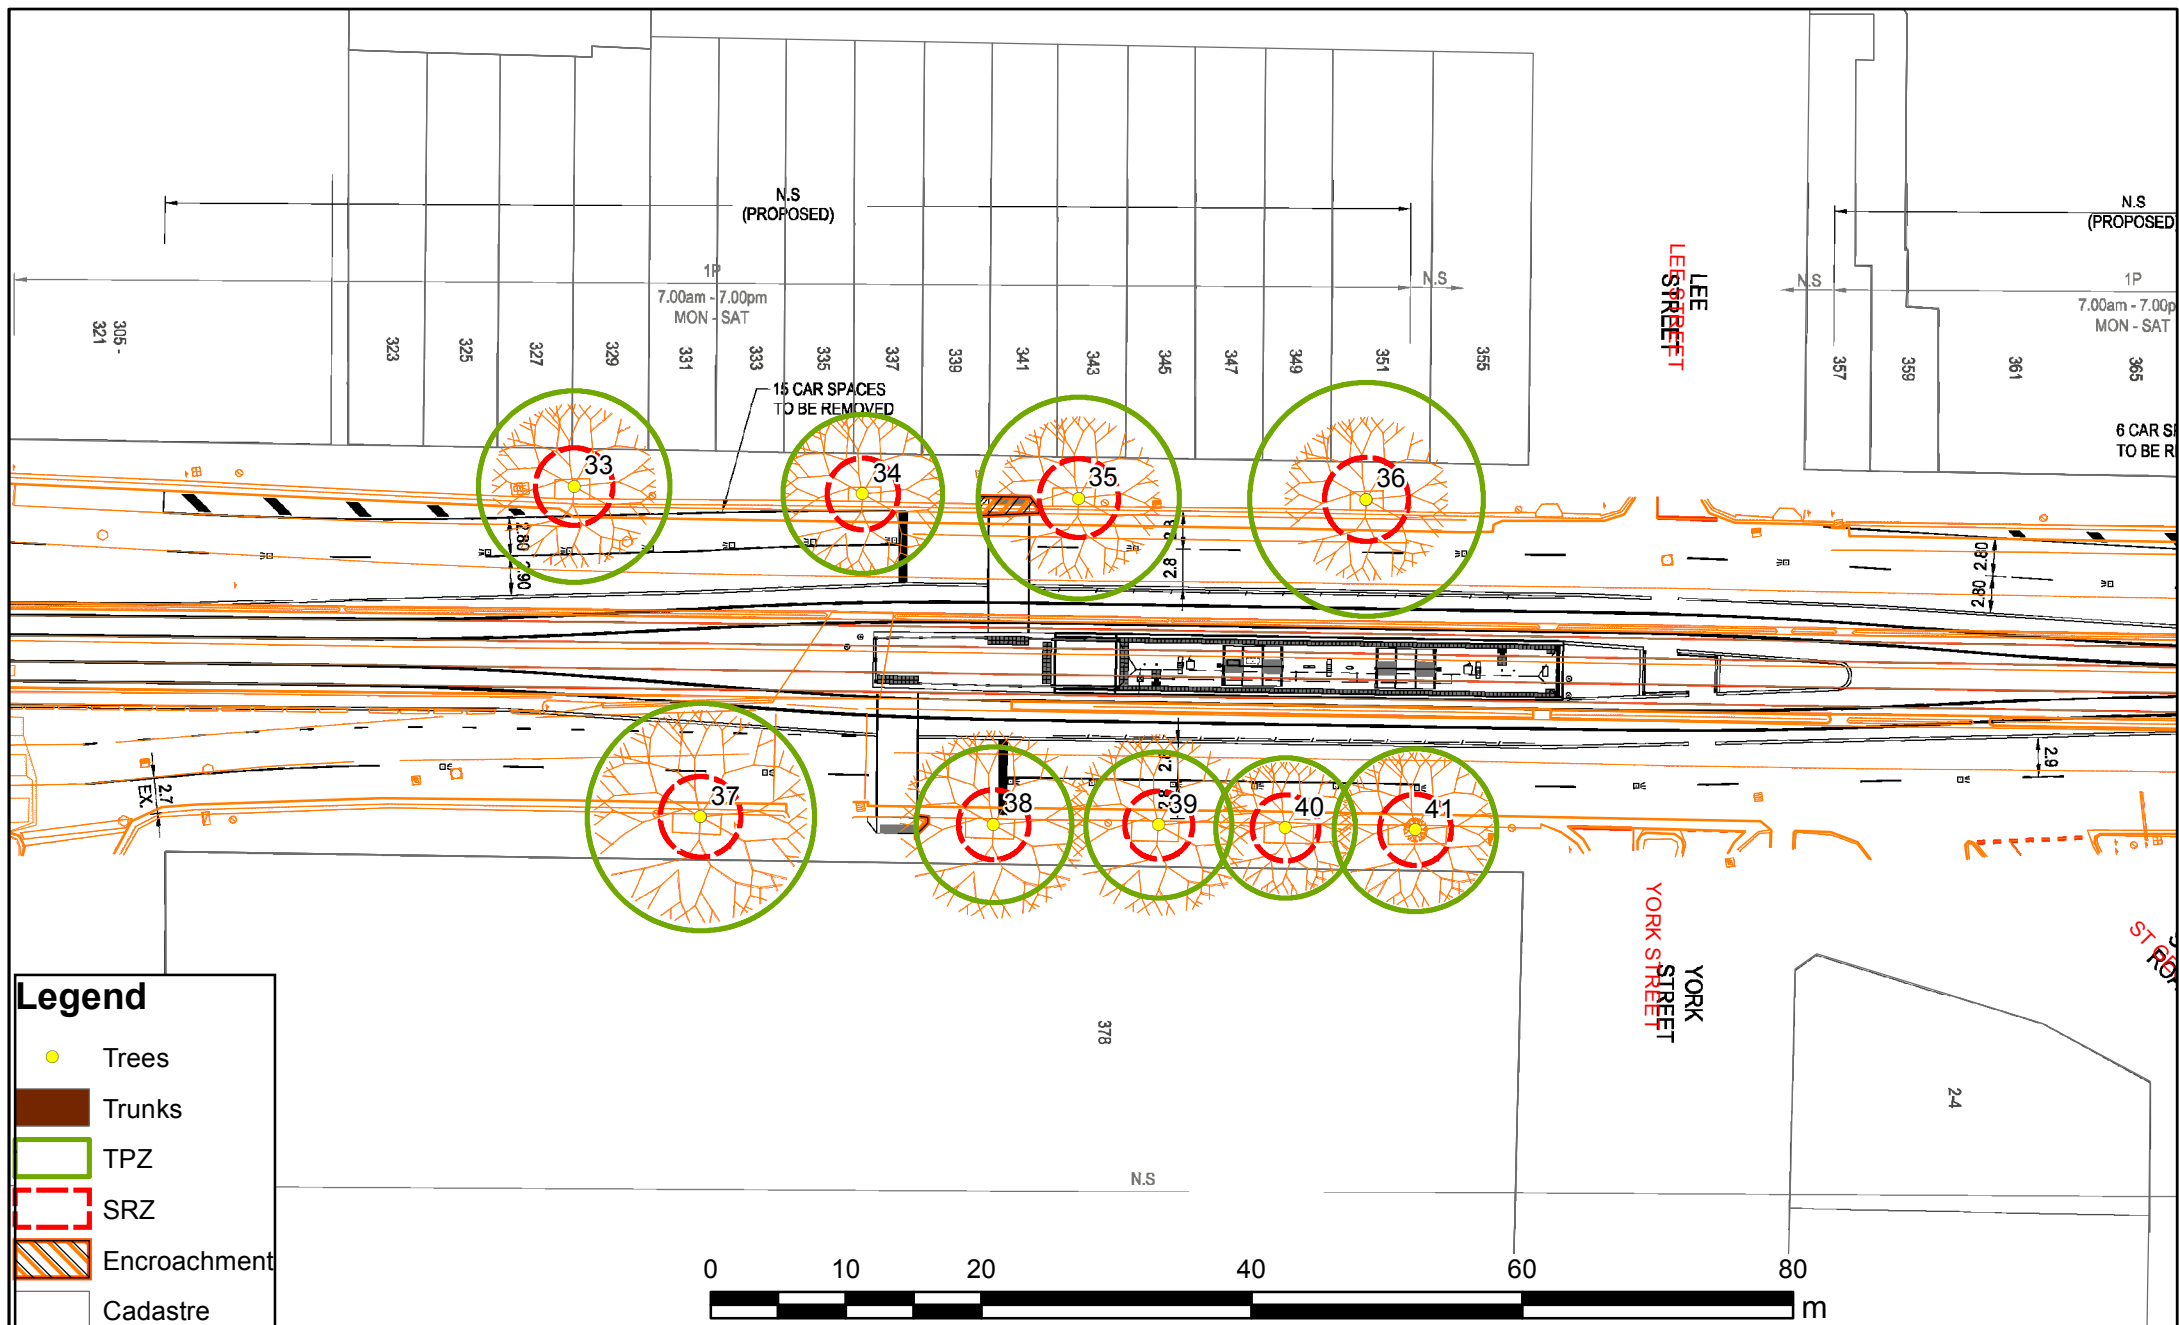 N.S
(PROPOSED)
N.S
(PROPOSED
1P
7.00am - 7.00pm
MON - SAT
N.S
N.S
1P
7.00am - 7.00p
MON - SAT
LEE
STREET
LEE STREET
305 -
321
323
325
327
329
331
333
335
337
339
341
343
345
347
349
351
355
357
359
361
365
15 CAR SPACES
TO BE REMOVED
6 CAR S
TO BE R
33
34
35
36
2.80
2.90
2.8
2.80
2.80
37
38
39
40
41
2.7
EX.
2.8
2.9
YORK STREET
YORK
STREET
378
2-4
N.S
Legend
Trees
Trunks
TPZ
SRZ
Encroachment
Cadastre
0 10 20 40 60 80
m